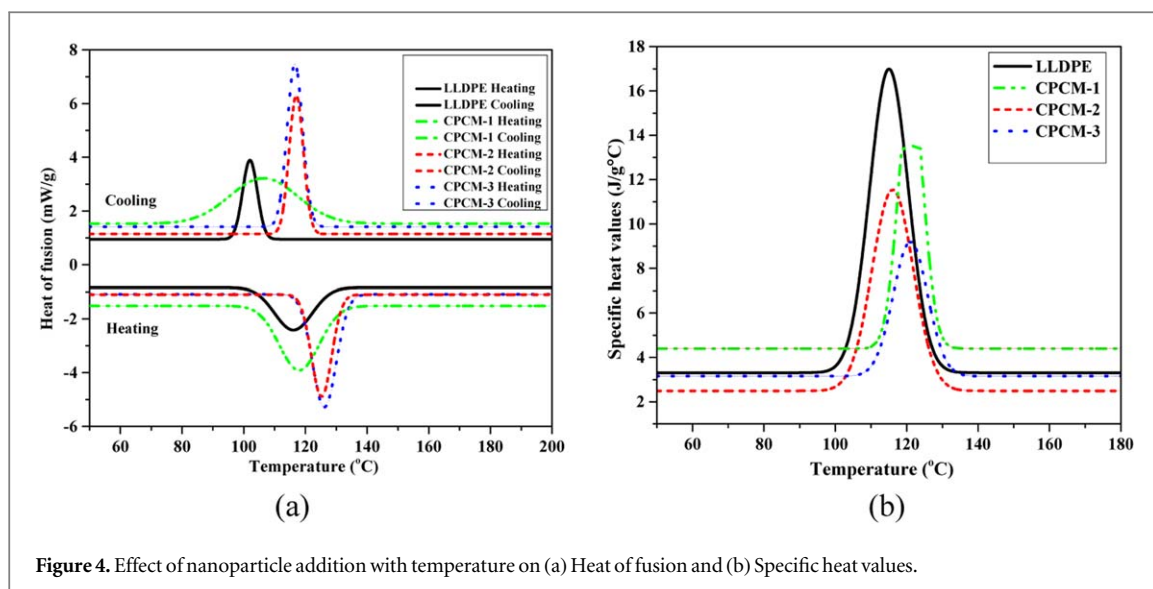 8
6
4
2
0
-2
-4
-6
Heat of fusion (mW/g)
LLDPE Heating
LLDPE Cooling
CPCM-1 Heating
CPCM-1 Cooling
CPCM-2 Heating
CPCM-2 Cooling
CPCM-3 Heating
CPCM-3 Cooling
Cooling
Heating
60 80 100 120 140 160 180 200
Temperature (°C)
(a)
18
16
14
12
10
8
6
4
2
Specific heat values (J/g°C)
LLDPE
CPCM-1
CPCM-2
CPCM-3
60 80 100 120 140 160 180
Temperature (°C)
(b)
Figure 4. Effect of nanoparticle addition with temperature on (a) Heat of fusion and (b) Specific heat values.